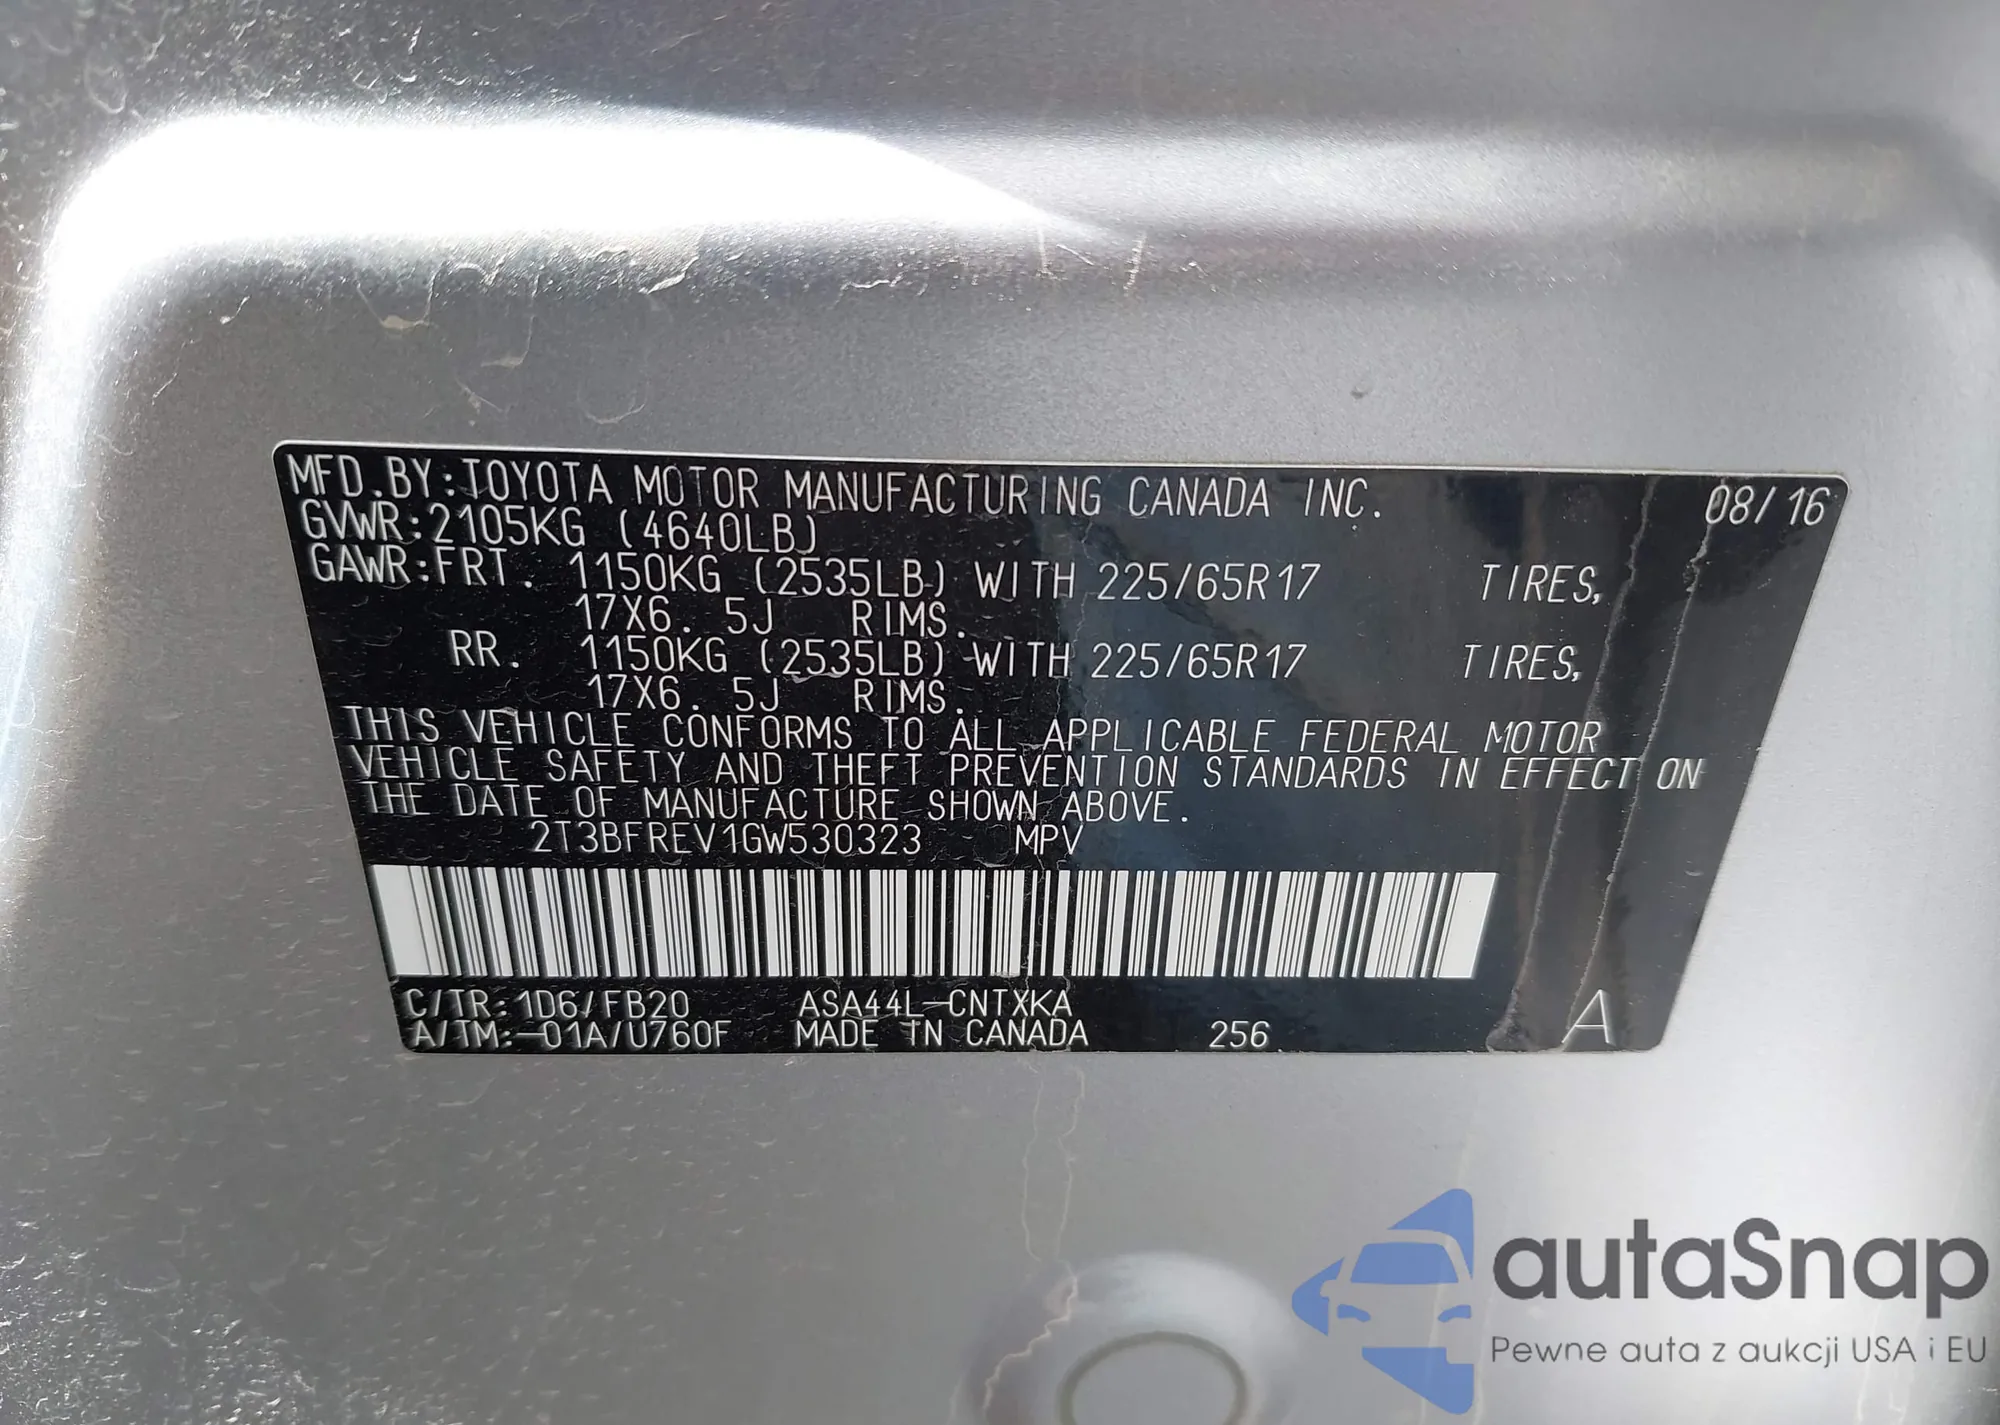 MFD.BY:TOYOTA MOTOR MANUFACTURING CANADA INC. 08/16
GVWR:2105KG (4640LB)
GAWR:FRT. 1150KG (2535LB) WITH 225/65R17 TIRES,
17X6.5J RIMS.
RR. 1150KG (2535LB) WITH 225/65R17 TIRES,
17X6.5J RIMS.
THIS VEHICLE CONFORMS TO ALL APPLICABLE FEDERAL MOTOR
VEHICLE SAFETY AND THEFT PREVENTION STANDARDS IN EFFECT ON
THE DATE OF MANUFACTURE SHOWN ABOVE.
2T3BFREV1GW530323 MPV
C/TR:1D6/FB20 ASA44L-CNTXKA
A/TM:-01A/U760F MADE IN CANADA 256 A
autaSnap
Pewne auta z aukcji USA i EU